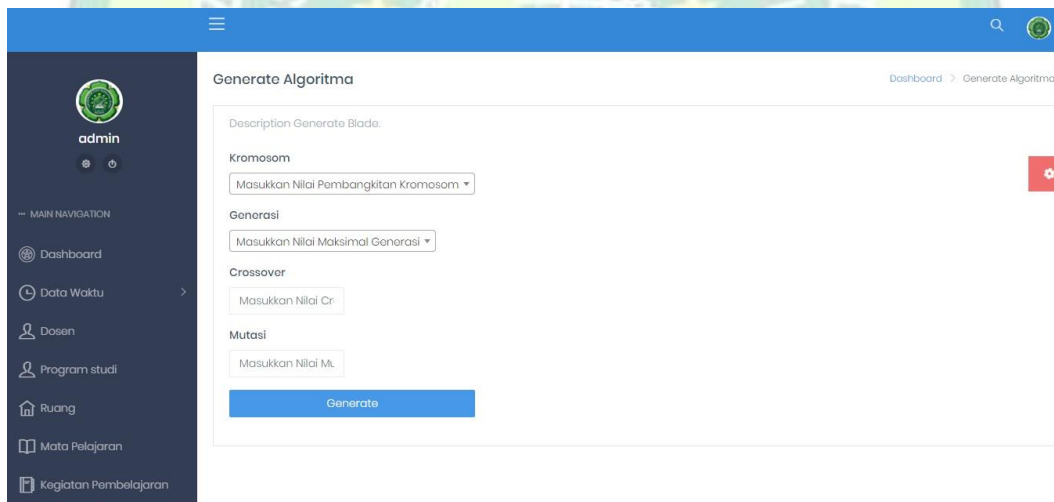 admin
MAIN NAVIGATION
Dashboard
Data Waktu
Dosen
Program studi
Ruang
Mata Pelajaran
Kegiatan Pembelajaran
Generate Algoritma
Dashboard > Generate Algoritma
Description Generate Blade.
Kromosom
Masukkan Nilai Pembangkitan Kromosom
Generasi
Masukkan Nilai Maksimal Generasi
Crossover
Masukkan Nilai Cr
Mutasi
Masukkan Nilai Mu
Generate